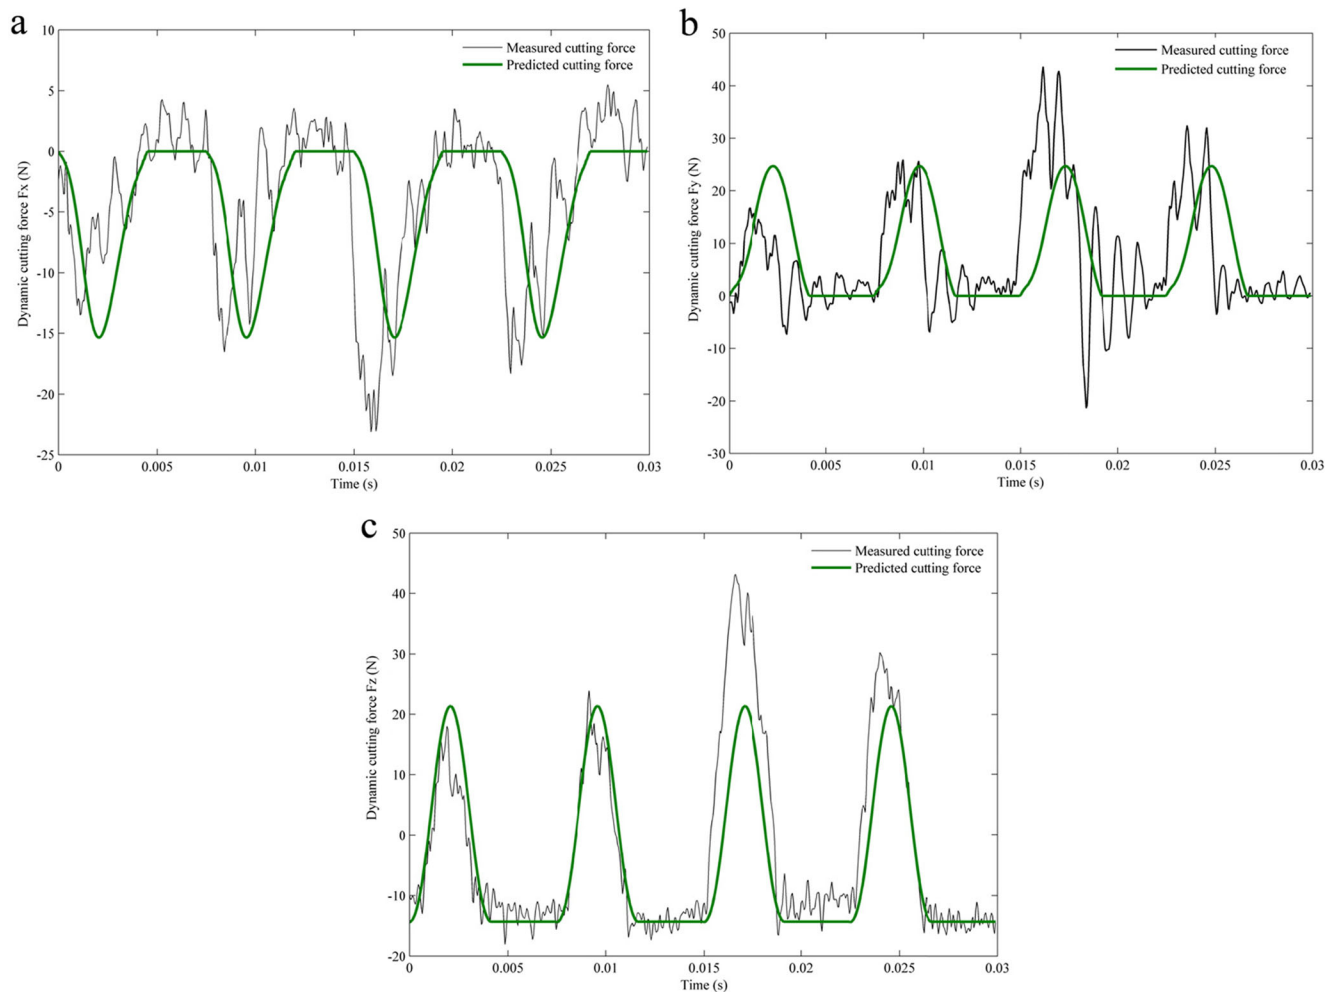 a
10
5
0
-5
-10
-15
-20
-25
Dynamic cutting force Fx (N)
Measured cutting force
Predicted cutting force
0 0.005 0.01 0.015 0.02 0.025 0.03
Time (s)
b
50
40
30
20
10
0
-10
-20
-30
Dynamic cutting force Fy (N)
Measured cutting force
Predicted cutting force
0 0.005 0.01 0.015 0.02 0.025 0.03
Time (s)
c
50
40
30
20
10
0
-10
-20
Dynamic cutting force Fz (N)
Measured cutting force
Predicted cutting force
0 0.005 0.01 0.015 0.02 0.025 0.03
Time (s)